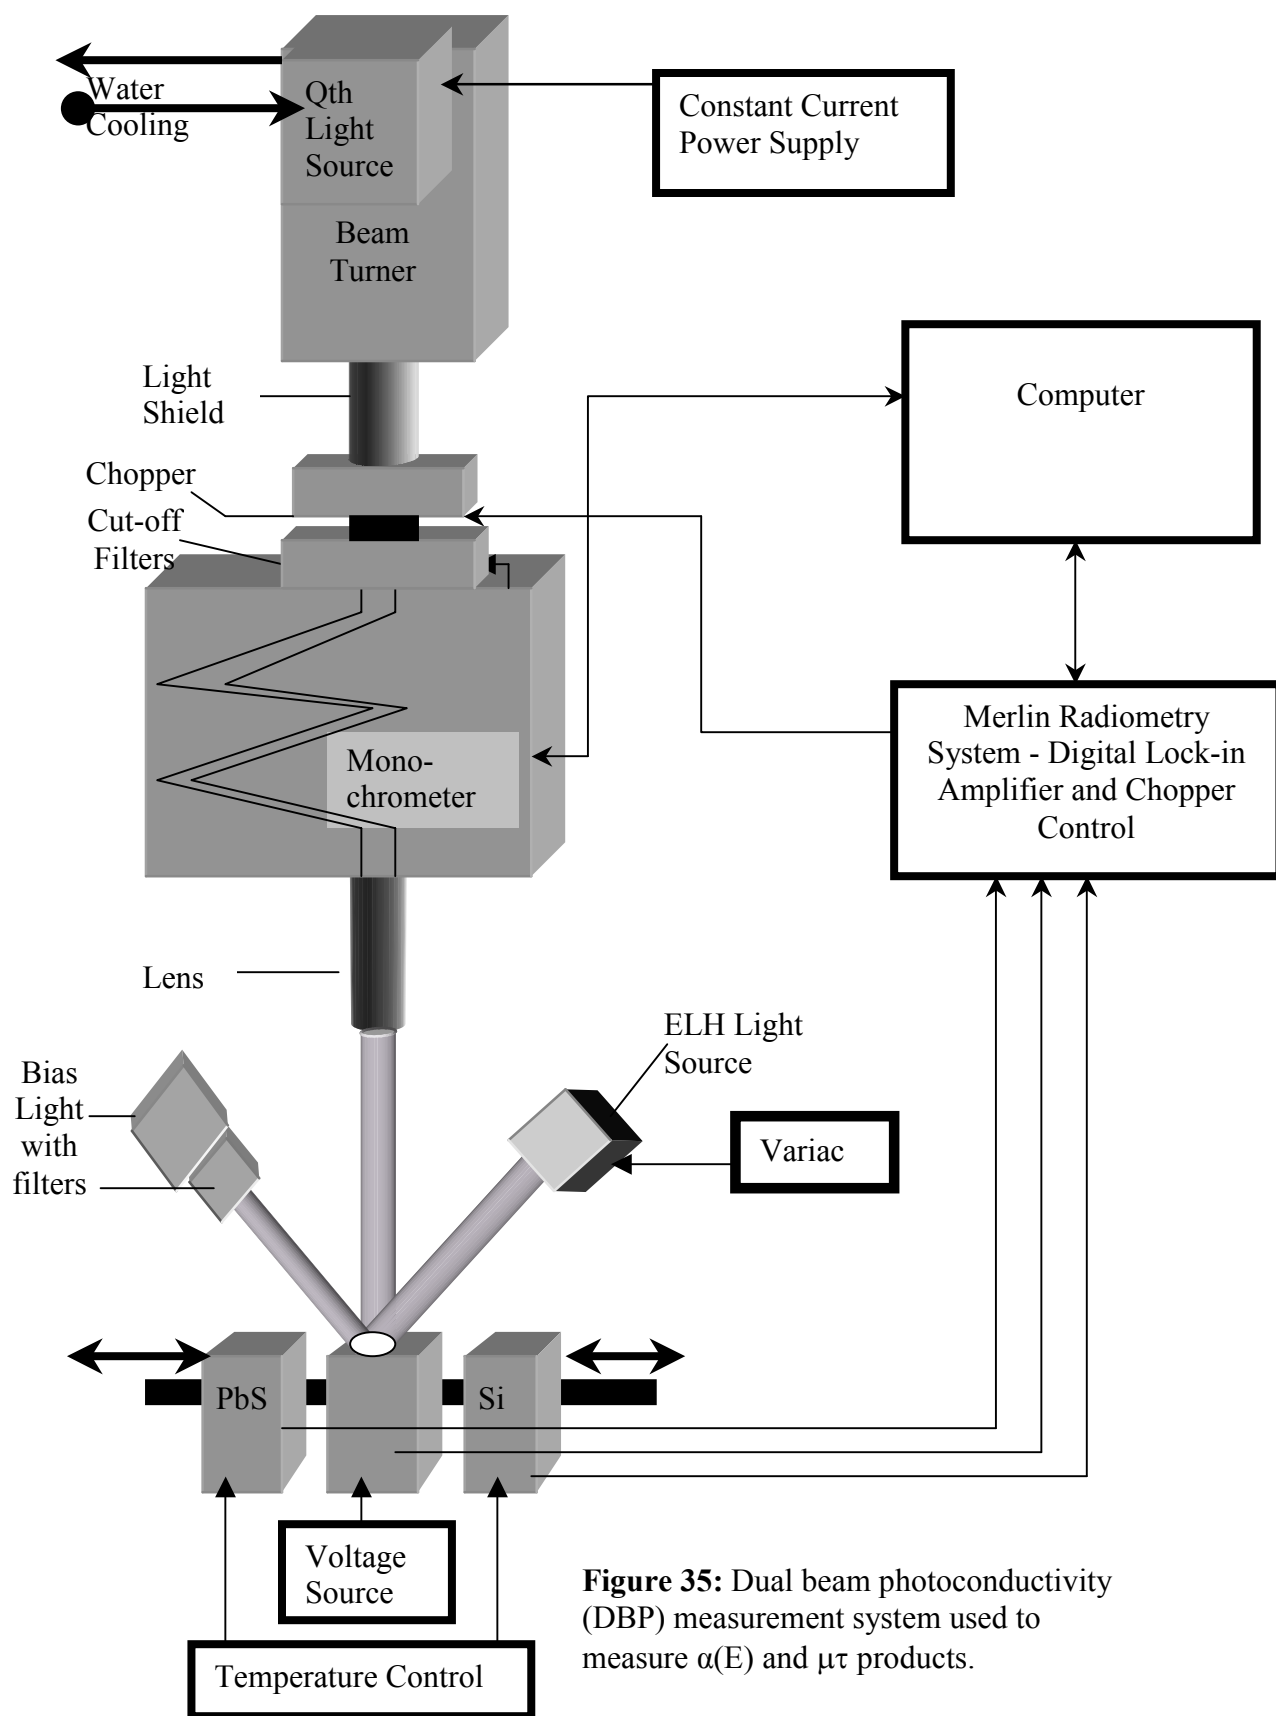 Water
Cooling
Qth
Light
Source
Constant Current
Power Supply
Beam
Turner
Light
Shield
Computer
Chopper
Cut-off
Filters
Merlin Radiometry
System - Digital Lock-in
Amplifier and Chopper
Control
Mono-
chrometer
Lens
ELH Light
Source
Bias
Light
with
filters
Variac
PbS
Si
Voltage
Source
Temperature Control
Figure 35: Dual beam photoconductivity
(DBP) measurement system used to
measure α(E) and μτ products.